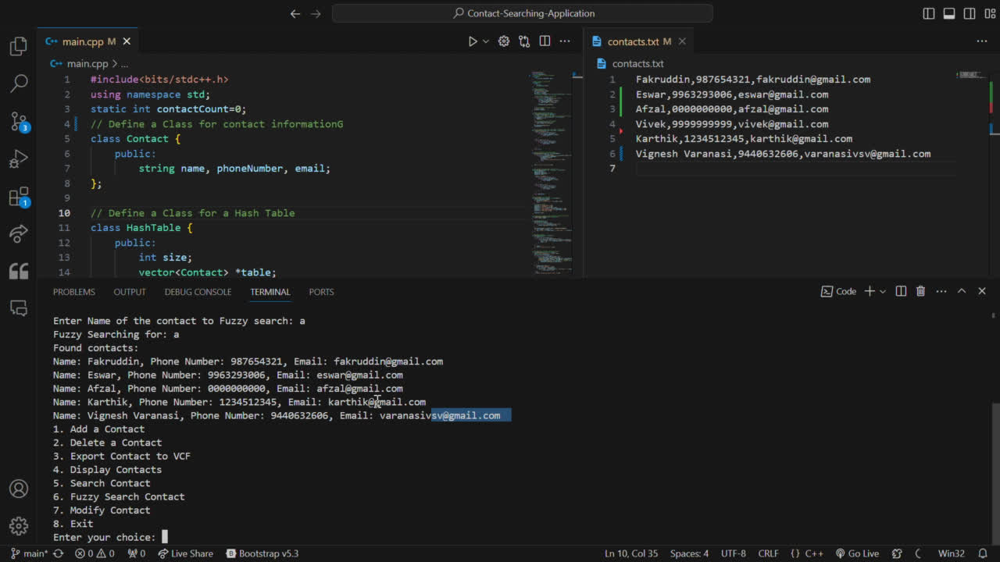 Contact-Searching-Application
main.cpp M
contacts.txt M
main.cpp > ...
contacts.txt
1 #include<bits/stdc++.h>
2 using namespace std;
3 static int contactCount=0;
4 // Define a Class for contact informationG
5 class Contact {
6 public:
7 string name, phoneNumber, email;
8 };
9
10 // Define a Class for a Hash Table
11 class HashTable {
12 public:
13 int size;
14 vector<Contact> *table;
1 Fakruddin,987654321,fakruddin@gmail.com
2 Eswar,9963293006,eswar@gmail.com
3 Afzal,0000000000,afzal@gmail.com
4 Vivek,9999999999,vivek@gmail.com
5 Karthik,1234512345,karthik@gmail.com
6 Vignesh Varanasi,9440632606,varanasivsv@gmail.com
7
3
1
PROBLEMS OUTPUT DEBUG CONSOLE TERMINAL PORTS
Code
Enter Name of the contact to Fuzzy search: a
Fuzzy Searching for: a
Found contacts:
Name: Fakruddin, Phone Number: 987654321, Email: fakruddin@gmail.com
Name: Eswar, Phone Number: 9963293006, Email: eswar@gmail.com
Name: Afzal, Phone Number: 0000000000, Email: afzal@gmail.com
Name: Karthik, Phone Number: 1234512345, Email: karthik@gmail.com
Name: Vignesh Varanasi, Phone Number: 9440632606, Email: varanasivsv@gmail.com
1. Add a Contact
2. Delete a Contact
3. Export Contact to VCF
4. Display Contacts
5. Search Contact
6. Fuzzy Search Contact
7. Modify Contact
8. Exit
Enter your choice:
main* 0 0 0 Live Share Bootstrap v5.3 Ln 10, Col 35 Spaces: 4 UTF-8 CRLF {} C++ Go Live Win32